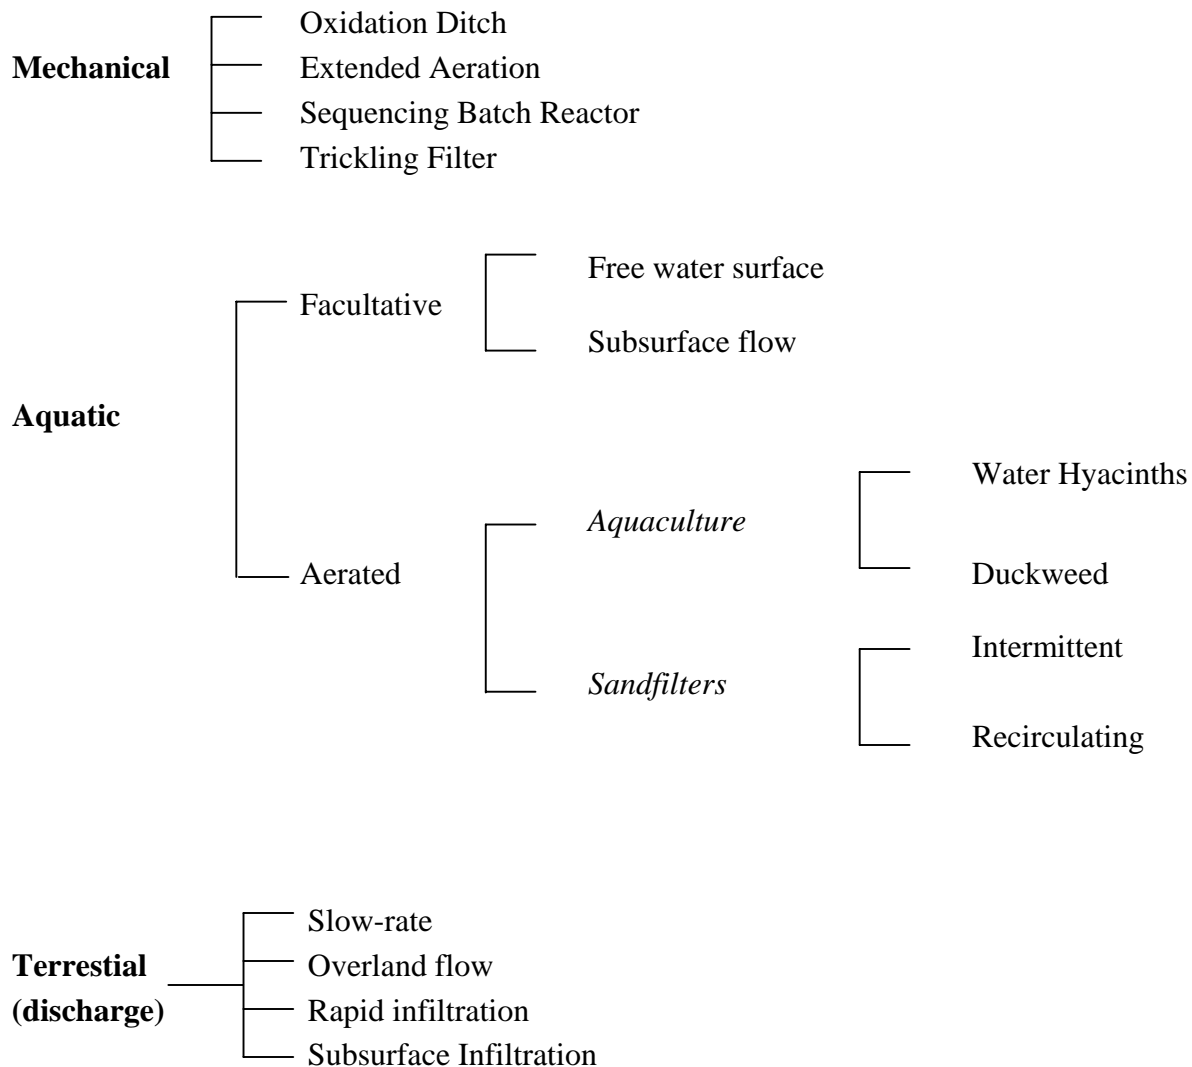 Oxidation Ditch
Mechanical
Extended Aeration
Sequencing Batch Reactor
Trickling Filter
Free water surface
Facultative
Subsurface flow
Aquatic
Water Hyacinths
Aquaculture
Aerated
Duckweed
Intermittent
Sandfilters
Recirculating
Slow-rate
Terrestial
Overland flow
(discharge)
Rapid infiltration
Subsurface Infiltration